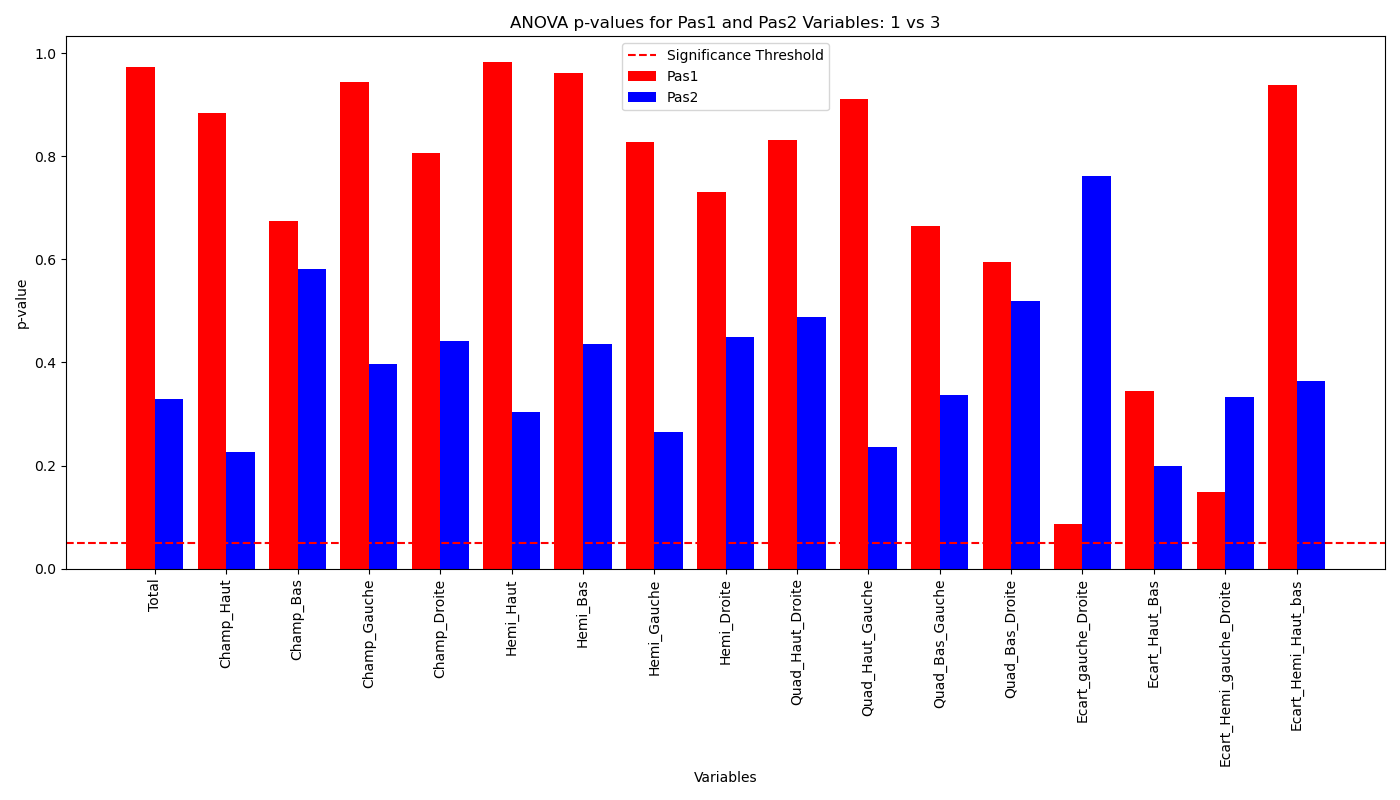 ANOVA p-values for Pas1 and Pas2 Variables: 1 vs 3
Significance Threshold
Pas1
Pas2
p-value
1.0
0.8
0.6
0.4
0.2
0.0
Total
Champ_Haut
Champ_Bas
Champ_Gauche
Champ_Droite
Hemi_Haut
Hemi_Bas
Hemi_Gauche
Hemi_Droite
Quad_Haut_Droite
Quad_Haut_Gauche
Quad_Bas_Gauche
Quad_Bas_Droite
Ecart_gauche_Droite
Ecart_Haut_Bas
Ecart_Hemi_gauche_Droite
Ecart_Hemi_Haut_bas
Variables